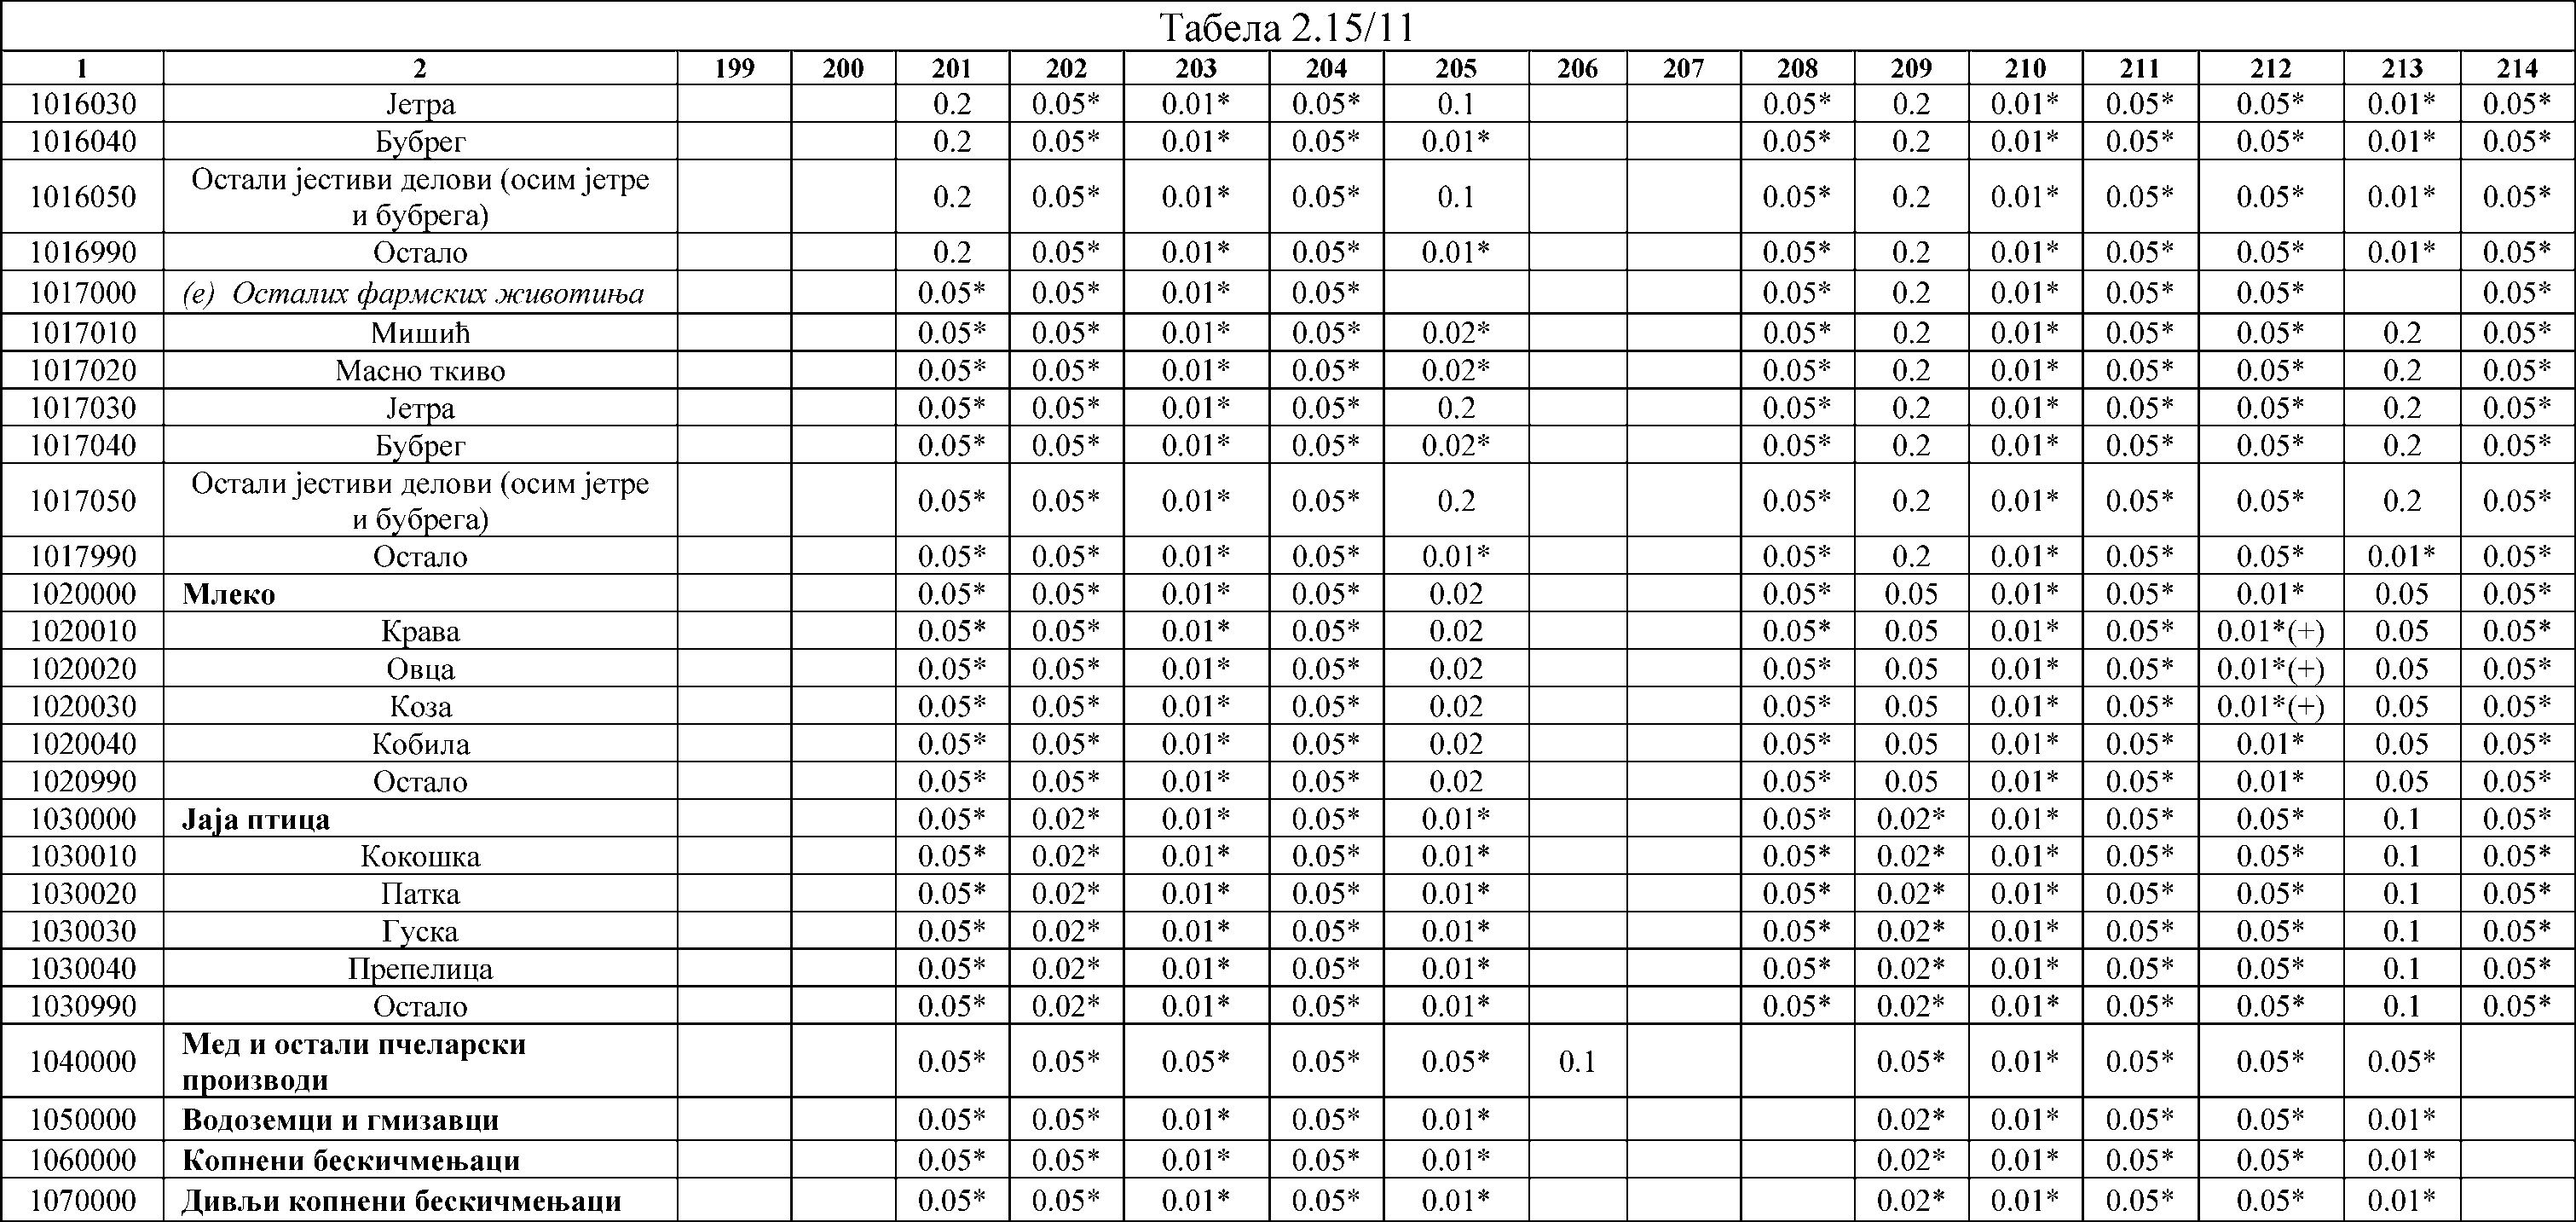 Табела 2.15/11
1 2 199 200 201 202 203 204 205 206 207 208 209 210 211 212 213 214
1016030 Јетра 0.2 0.05* 0.01* 0.05* 0.1 0.05* 0.2 0.01* 0.05* 0.05* 0.01* 0.05*
1016040 Бубрег 0.2 0.05* 0.01* 0.05* 0.01* 0.05* 0.2 0.01* 0.05* 0.05* 0.01* 0.05*
Остали јестиви делови (осим јетре
1016050 и бубрега) 0.2 0.05* 0.01* 0.05* 0.1 0.05* 0.2 0.01* 0.05* 0.05* 0.01* 0.05*
1016990 Остало 0.2 0.05* 0.01* 0.05* 0.01* 0.05* 0.2 0.01* 0.05* 0.05* 0.01* 0.05*
1017000 (е) Осталих фармских животиња 0.05* 0.05* 0.01* 0.05* 0.05* 0.2 0.01* 0.05* 0.05* 0.05*
1017010 Мишић 0.05* 0.05* 0.01* 0.05* 0.02* 0.05* 0.2 0.01* 0.05* 0.05* 0.2 0.05*
1017020 Масно ткиво 0.05* 0.05* 0.01* 0.05* 0.02* 0.05* 0.2 0.01* 0.05* 0.05* 0.2 0.05*
1017030 Јетра 0.05* 0.05* 0.01* 0.05* 0.2 0.05* 0.2 0.01* 0.05* 0.05* 0.2 0.05*
1017040 Бубрег 0.05* 0.05* 0.01* 0.05* 0.02* 0.05* 0.2 0.01* 0.05* 0.05* 0.2 0.05*
Остали јестиви делови (осим јетре
1017050 и бубрега) 0.05* 0.05* 0.01* 0.05* 0.2 0.05* 0.2 0.01* 0.05* 0.05* 0.2 0.05*
1017990 Остало 0.05* 0.05* 0.01* 0.05* 0.01* 0.05* 0.2 0.01* 0.05* 0.05* 0.01* 0.05*
1020000 Млеко 0.05* 0.05* 0.01* 0.05* 0.02 0.05* 0.05 0.01* 0.05* 0.01* 0.05 0.05*
1020010 Крава 0.05* 0.05* 0.01* 0.05* 0.02 0.05* 0.05 0.01* 0.05* 0.01*(+) 0.05 0.05*
1020020 Овца 0.05* 0.05* 0.01* 0.05* 0.02 0.05* 0.05 0.01* 0.05* 0.01*(+) 0.05 0.05*
1020030 Коза 0.05* 0.05* 0.01* 0.05* 0.02 0.05* 0.05 0.01* 0.05* 0.01*(+) 0.05 0.05*
1020040 Кобила 0.05* 0.05* 0.01* 0.05* 0.02 0.05* 0.05 0.01* 0.05* 0.01* 0.05 0.05*
1020990 Остало 0.05* 0.05* 0.01* 0.05* 0.02 0.05* 0.05 0.01* 0.05* 0.01* 0.05 0.05*
1030000 Јаја птица 0.05* 0.02* 0.01* 0.05* 0.01* 0.05* 0.02* 0.01* 0.05* 0.05* 0.1 0.05*
1030010 Кокошка 0.05* 0.02* 0.01* 0.05* 0.01* 0.05* 0.02* 0.01* 0.05* 0.05* 0.1 0.05*
1030020 Патка 0.05* 0.02* 0.01* 0.05* 0.01* 0.05* 0.02* 0.01* 0.05* 0.05* 0.1 0.05*
1030030 Гуска 0.05* 0.02* 0.01* 0.05* 0.01* 0.05* 0.02* 0.01* 0.05* 0.05* 0.1 0.05*
1030040 Препелица 0.05* 0.02* 0.01* 0.05* 0.01* 0.05* 0.02* 0.01* 0.05* 0.05* 0.1 0.05*
1030990 Остало 0.05* 0.02* 0.01* 0.05* 0.01* 0.05* 0.02* 0.01* 0.05* 0.05* 0.1 0.05*
Мед и остали пчеларски
1040000 производи 0.05* 0.05* 0.05* 0.05* 0.05* 0.1 0.05* 0.01* 0.05* 0.05* 0.05*
1050000 Водоземци и гмизавци 0.05* 0.05* 0.01* 0.05* 0.01* 0.02* 0.01* 0.05* 0.05* 0.01*
1060000 Копнени бескичмењаци 0.05* 0.05* 0.01* 0.05* 0.01* 0.02* 0.01* 0.05* 0.05* 0.01*
1070000 Дивљи копнени бескичмењаци 0.05* 0.05* 0.01* 0.05* 0.01* 0.02* 0.01* 0.05* 0.05* 0.01*